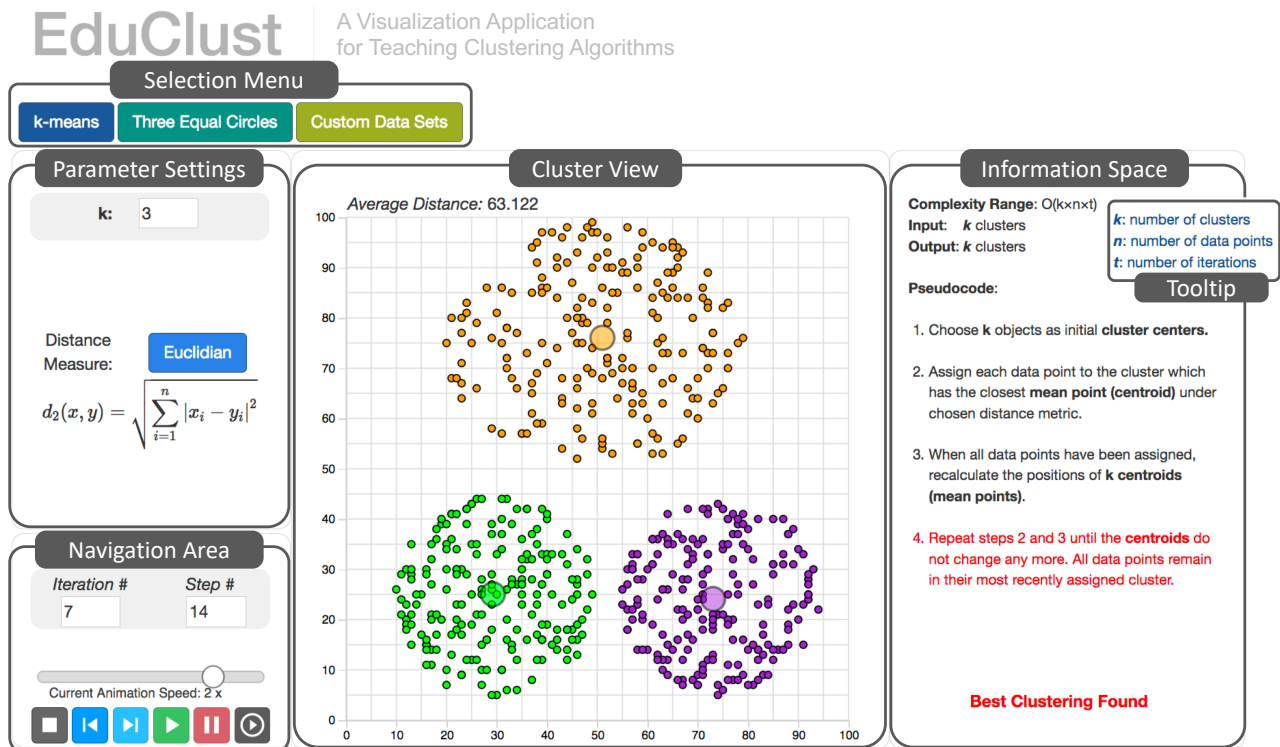 EduClust
A Visualization Application
for Teaching Clustering Algorithms
Selection Menu
k-means
Three Equal Circles
Custom Data Sets
Parameter Settings
k: 3
Distance
Measure:
Euclidian
d₂(x, y) = √ n ∑ i=1 |xᵢ − yᵢ|²
Navigation Area
Iteration #
Step #
7
14
Current Animation Speed: 2 x
Cluster View
Average Distance: 63.122
100
90
80
70
60
50
40
30
20
10
0
0 10 20 30 40 50 60 70 80 90 100
Information Space
Complexity Range: O(k×n×t)
Input: k clusters
Output: k clusters
k: number of clusters
n: number of data points
t: number of iterations
Tooltip
Pseudocode:
1. Choose k objects as initial cluster centers.
2. Assign each data point to the cluster which
has the closest mean point (centroid) under
chosen distance metric.
3. When all data points have been assigned,
recalculate the positions of k centroids
(mean points).
4. Repeat steps 2 and 3 until the centroids do
not change any more. All data points remain
in their most recently assigned cluster.
Best Clustering Found